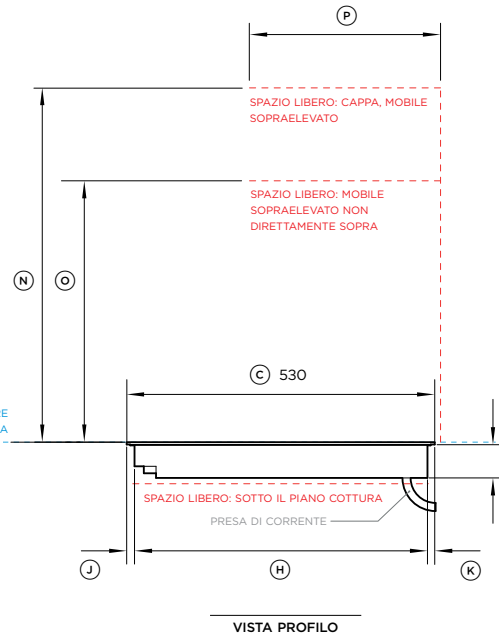 P
SPAZIO LIBERO: CAPPA, MOBILE
SOPRAELEVATO
SPAZIO LIBERO: MOBILE
SOPRAELEVATO NON
DIRETTAMENTE SOPRA
N
O
C 530
RE
A
SPAZIO LIBERO: SOTTO IL PIANO COTTURA
PRESA DI CORRENTE
J
H
K
VISTA PROFILO